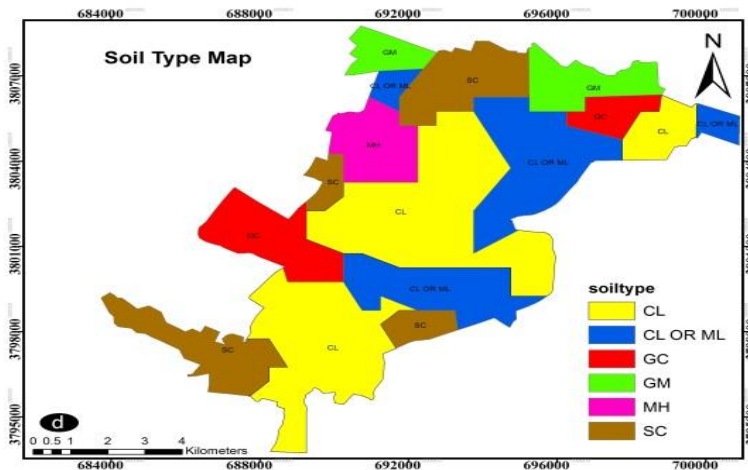 684000 688000 692000 696000 700000
Soil Type Map
N
3807000
3804000
3801000
3798000
3795000
GM
SC
GM
CL OR ML
GC
CL OR ML
CL
MH
CL OR ML
SC
CL
GC
CL OR ML
SC
SC
CL
soiltype
CL
CL OR ML
GC
GM
MH
SC
d
0 0.5 1 2 3 4
Kilometers
684000 688000 692000 696000 700000